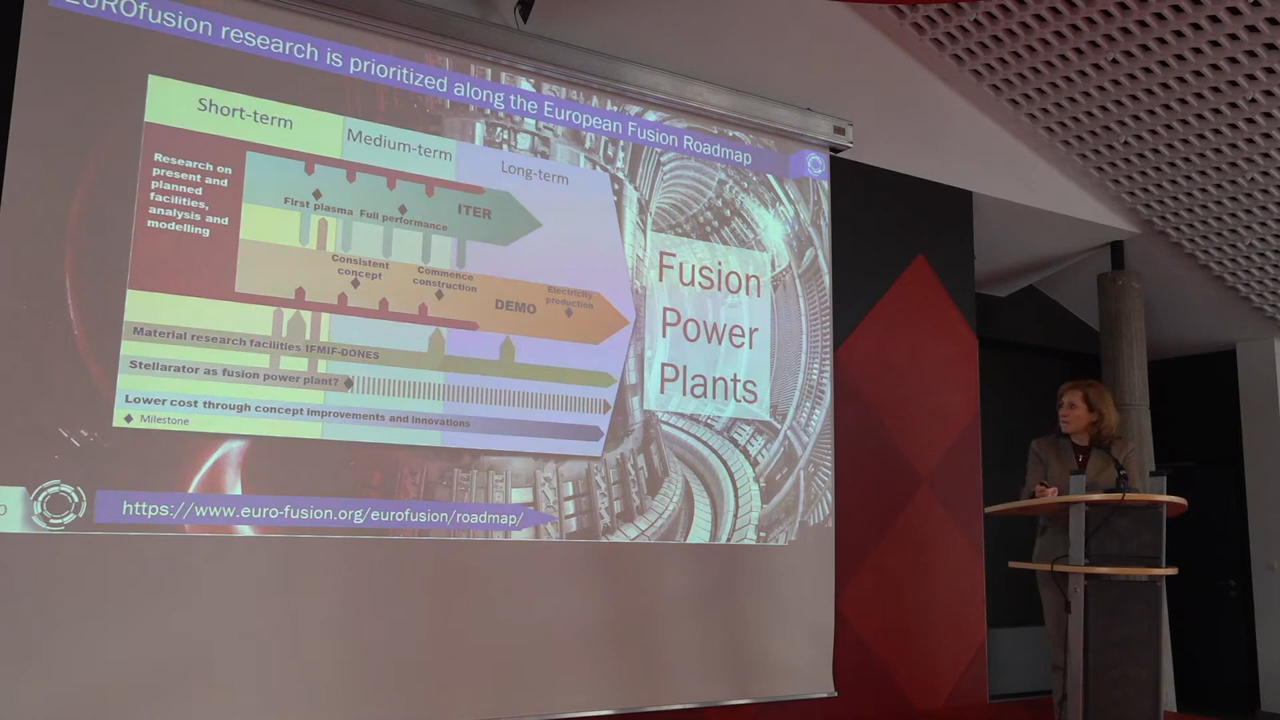 EUROfusion research is prioritized along the European Fusion Roadmap
Short-term
Medium-term
Long-term
Research on
present and
planned
facilities,
analysis and
modelling
First plasma
Full performance
ITER
Consistent
concept
Commence
construction
DEMO
Electricity
production
Material research facilities IFMIF-DONES
Stellarator as fusion power plant?
Lower cost through concept improvements and innovations
Milestone
Fusion
Power
Plants
https://www.euro-fusion.org/eurofusion/roadmap/